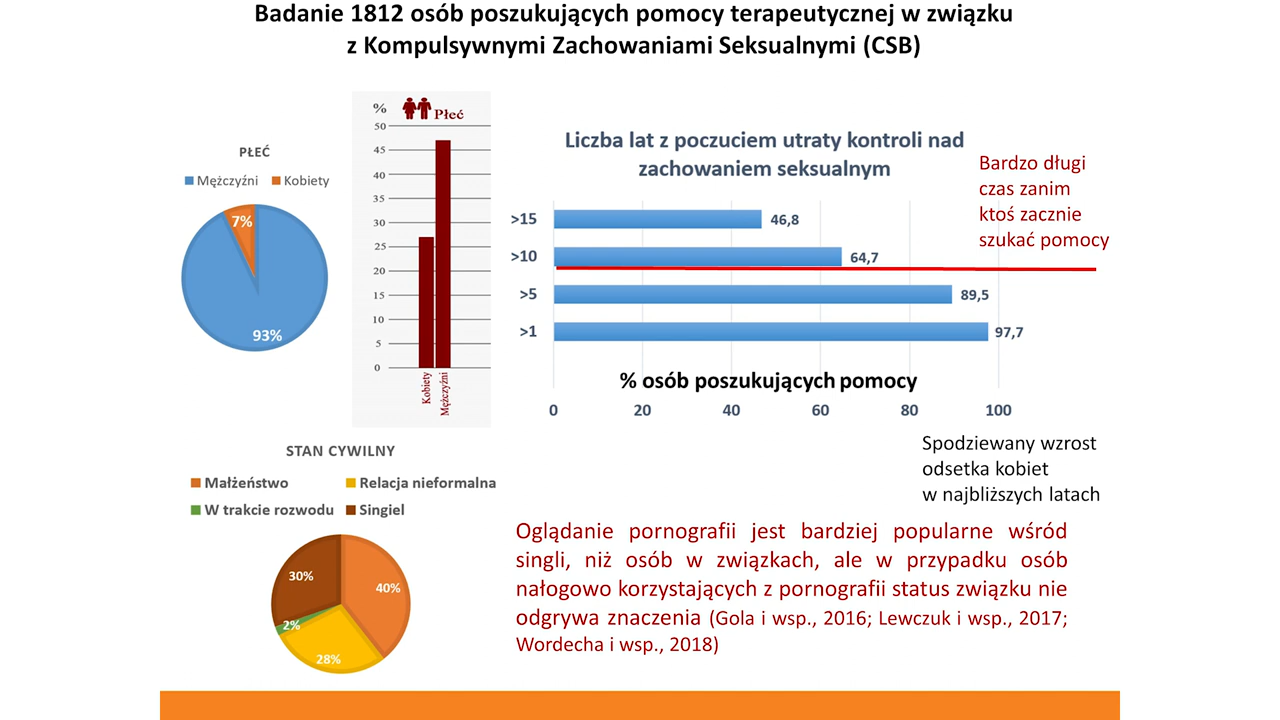 Badanie 1812 osób poszukujących pomocy terapeutycznej w związku
z Kompulsywnymi Zachowaniami Seksualnymi (CSB)
PŁEĆ
Mężczyźni
Kobiety
7%
93%
%
Płeć
50
45
40
35
30
25
20
15
10
5
0
Kobiety
Mężczyźni
Liczba lat z poczuciem utraty kontroli nad
zachowaniem seksualnym
>15
46,8
>10
64,7
>5
89,5
>1
97,7
% osób poszukujących pomocy
0 20 40 60 80 100
Bardzo długi
czas zanim
ktoś zacznie
szukać pomocy
STAN CYWILNY
Małżeństwo
Relacja nieformalna
W trakcie rozwodu
Singiel
30%
40%
2%
28%
Spodziewany wzrost
odsetka kobiet
w najbliższych latach
Oglądanie pornografii jest bardziej popularne wśród
singli, niż osób w związkach, ale w przypadku osób
nałogowo korzystających z pornografii status związku nie
odgrywa znaczenia (Gola i wsp., 2016; Lewczuk i wsp., 2017;
Wordecha i wsp., 2018)